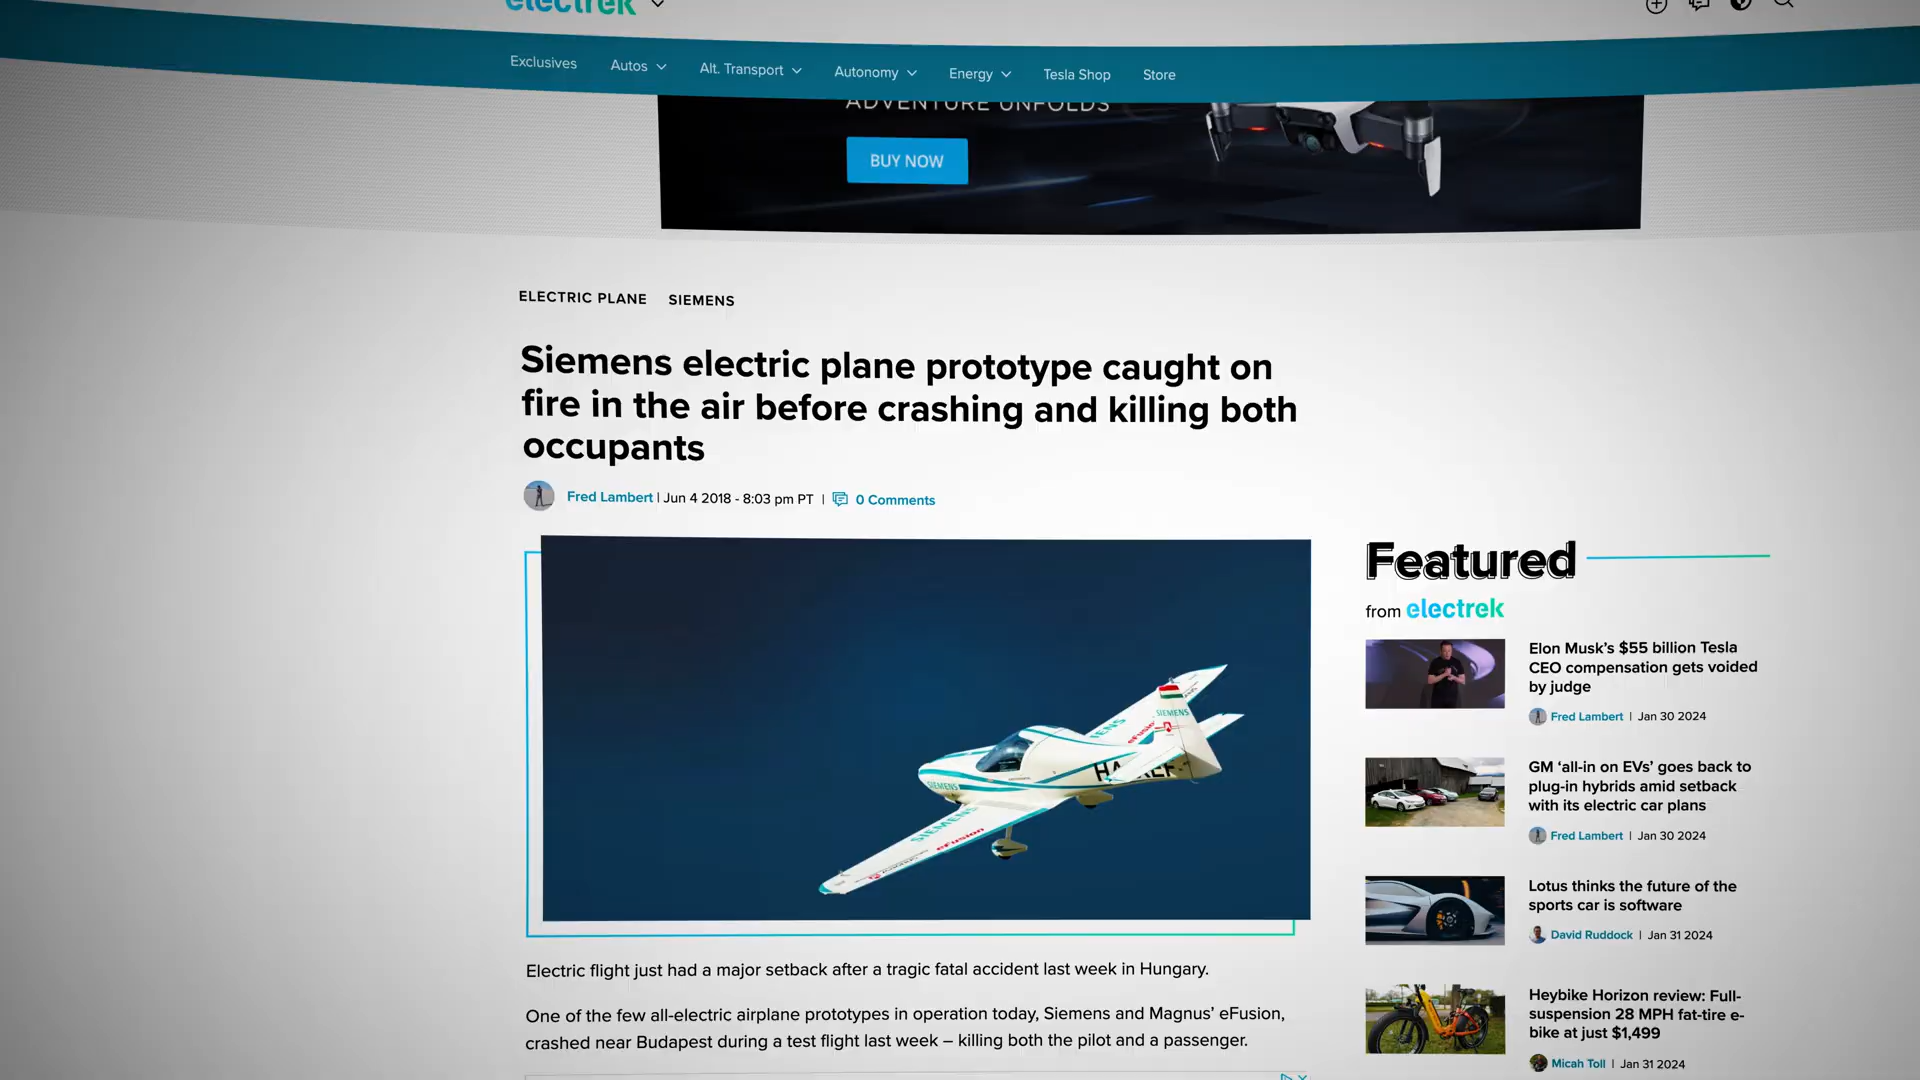 electrek
Exclusives Autos Alt. Transport Autonomy Energy Tesla Shop Store
ADVENTURE UNFOLDS
BUY NOW
ELECTRIC PLANE SIEMENS
Siemens electric plane prototype caught on
fire in the air before crashing and killing both
occupants
Fred Lambert | Jun 4 2018 - 8:03 pm PT | 0 Comments
SIEMENS
SIEMENS
SIEMENS
eFusion
Electric flight just had a major setback after a tragic fatal accident last week in Hungary.
One of the few all-electric airplane prototypes in operation today, Siemens and Magnus’ eFusion,
crashed near Budapest during a test flight last week – killing both the pilot and a passenger.
Featured
from electrek
Elon Musk’s $55 billion Tesla
CEO compensation gets voided
by judge
Fred Lambert | Jan 30 2024
GM ‘all-in on EVs’ goes back to
plug-in hybrids amid setback
with its electric car plans
Fred Lambert | Jan 30 2024
Lotus thinks the future of the
sports car is software
David Ruddock | Jan 31 2024
Heybike Horizon review: Full-
suspension 28 MPH fat-tire e-
bike at just $1,499
Micah Toll | Jan 31 2024